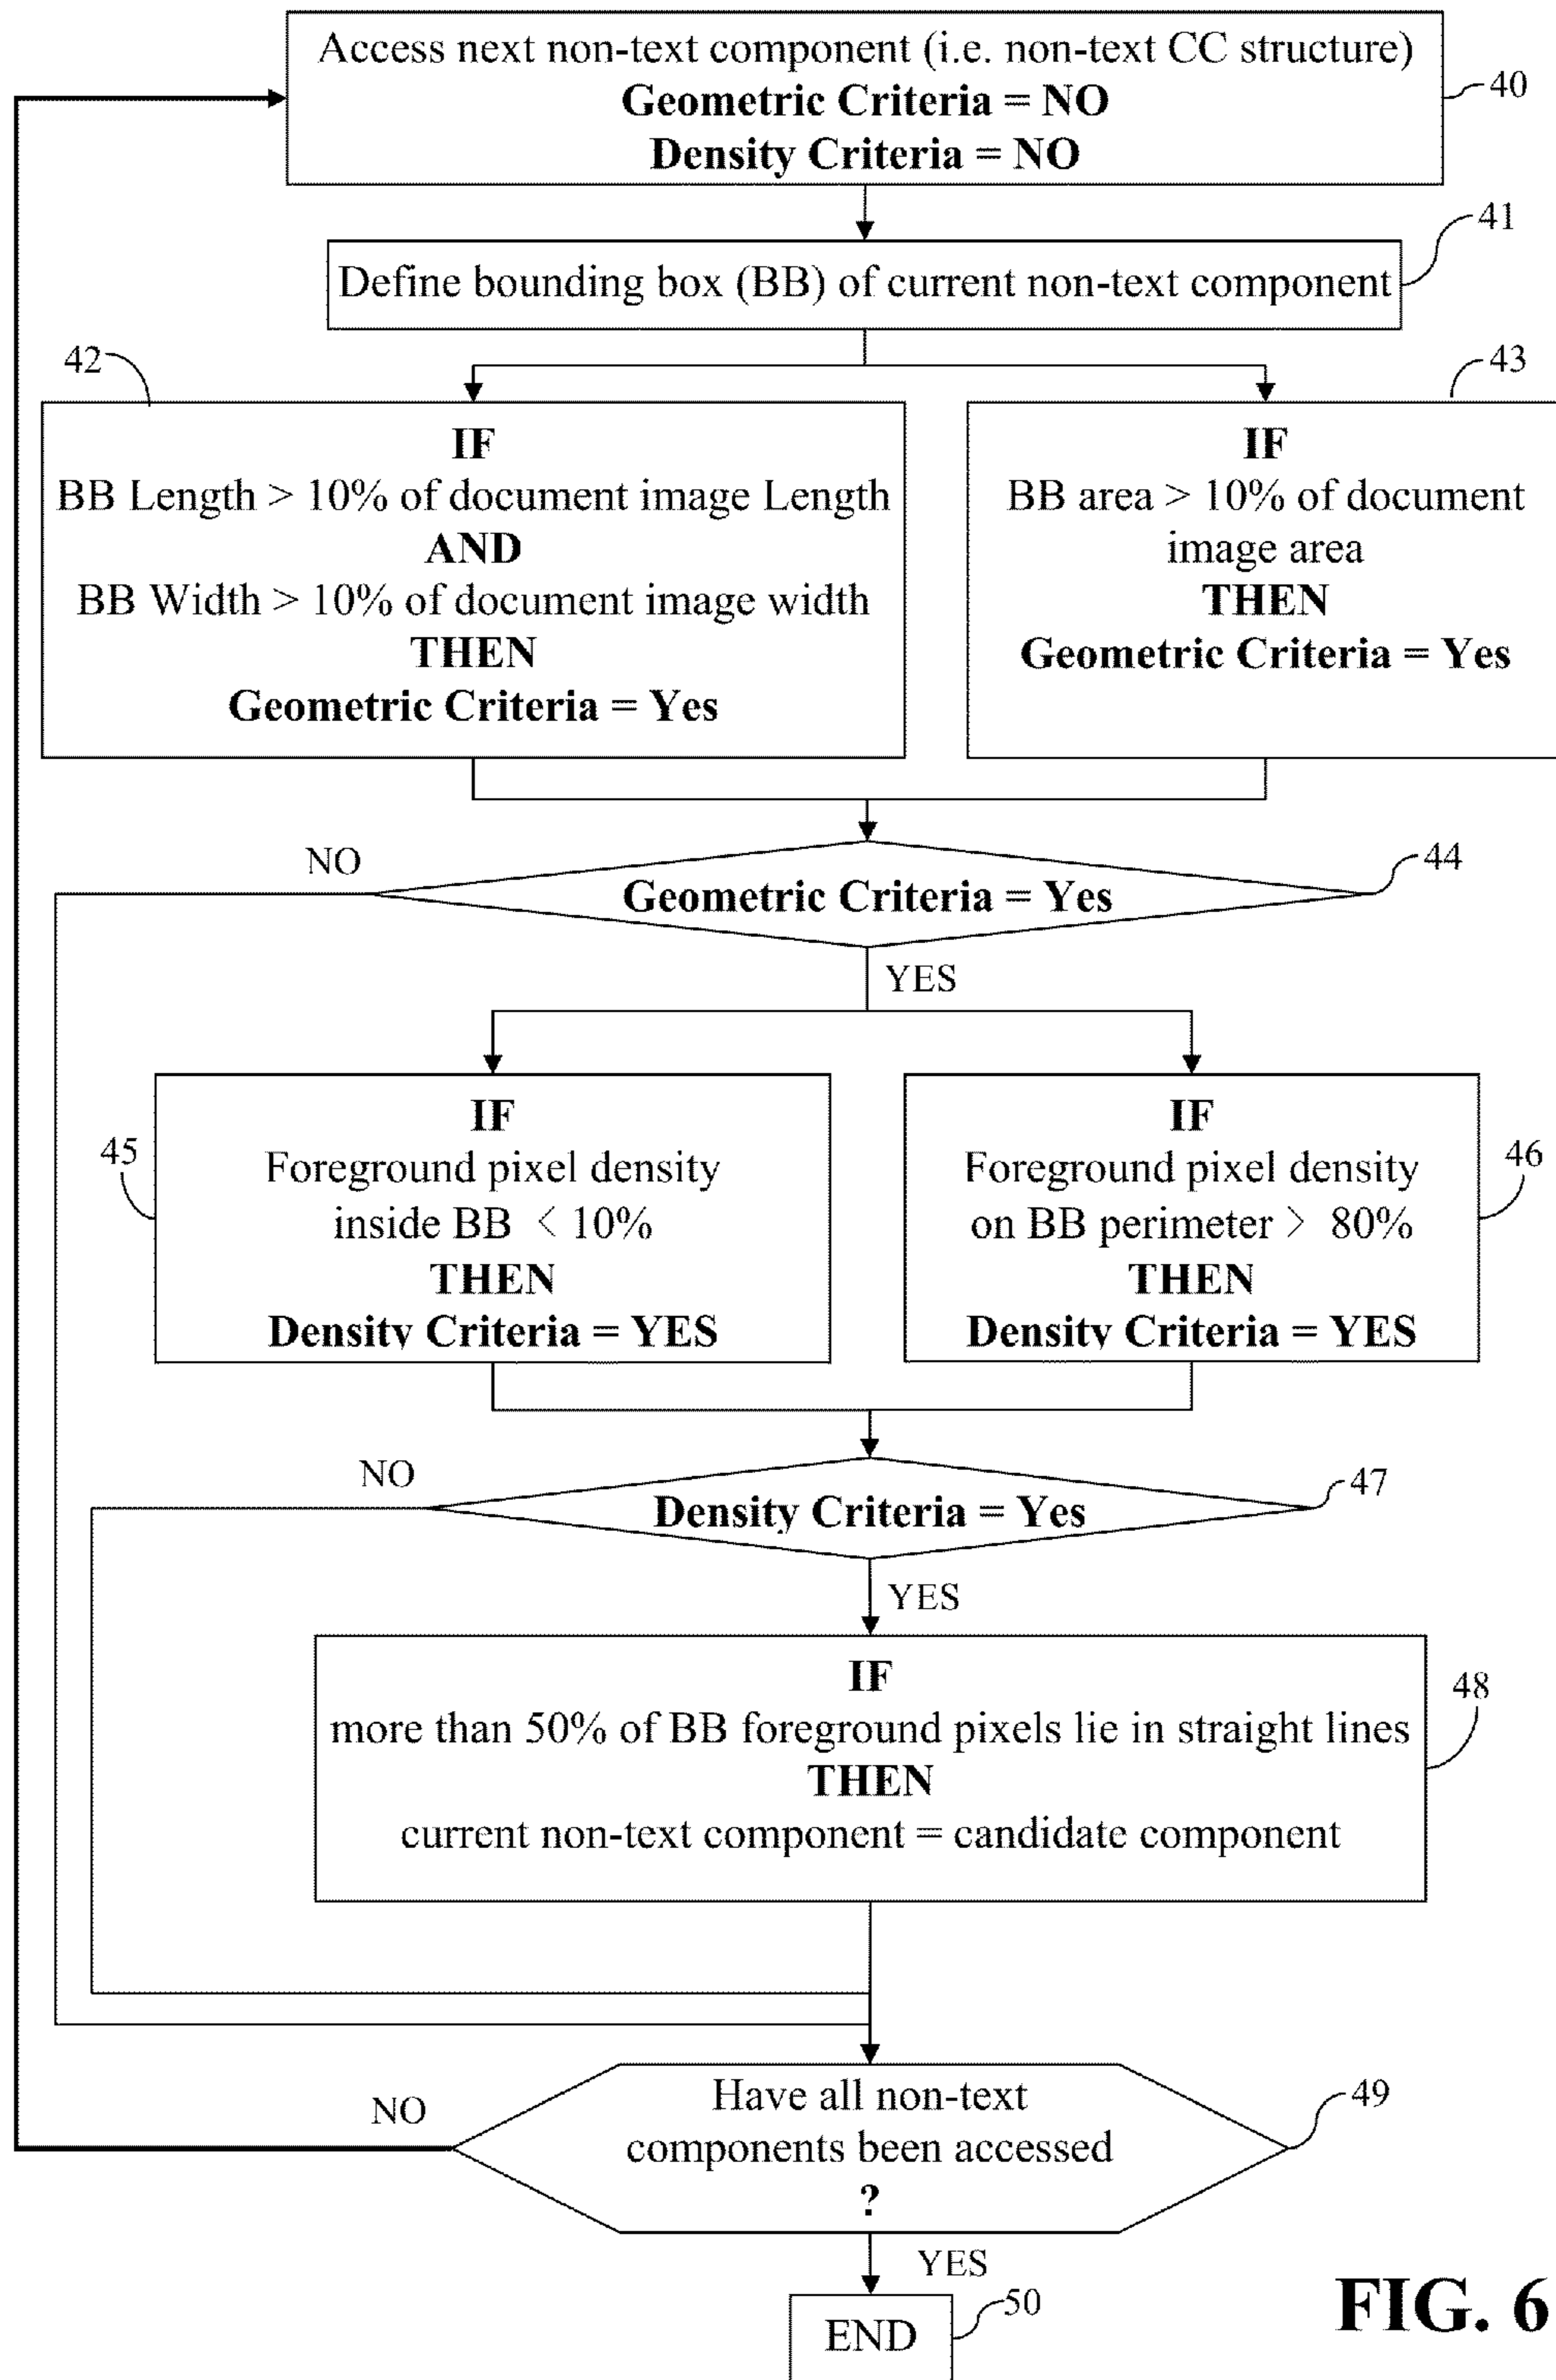 Access next non-text component (i.e. non-text CC structure)
Geometric Criteria = NO
Density Criteria = NO
40
Define bounding box (BB) of current non-text component
41
42
IF
BB Length > 10% of document image Length
AND
BB Width > 10% of document image width
THEN
Geometric Criteria = Yes
43
IF
BB area > 10% of document
image area
THEN
Geometric Criteria = Yes
NO
Geometric Criteria = Yes
44
YES
45
IF
Foreground pixel density
inside BB < 10%
THEN
Density Criteria = YES
IF
Foreground pixel density
on BB perimeter > 80%
THEN
Density Criteria = YES
46
NO
Density Criteria = Yes
47
YES
IF
more than 50% of BB foreground pixels lie in straight lines
THEN
current non-text component = candidate component
48
NO
Have all non-text
components been accessed
?
49
YES
END
50
FIG. 6